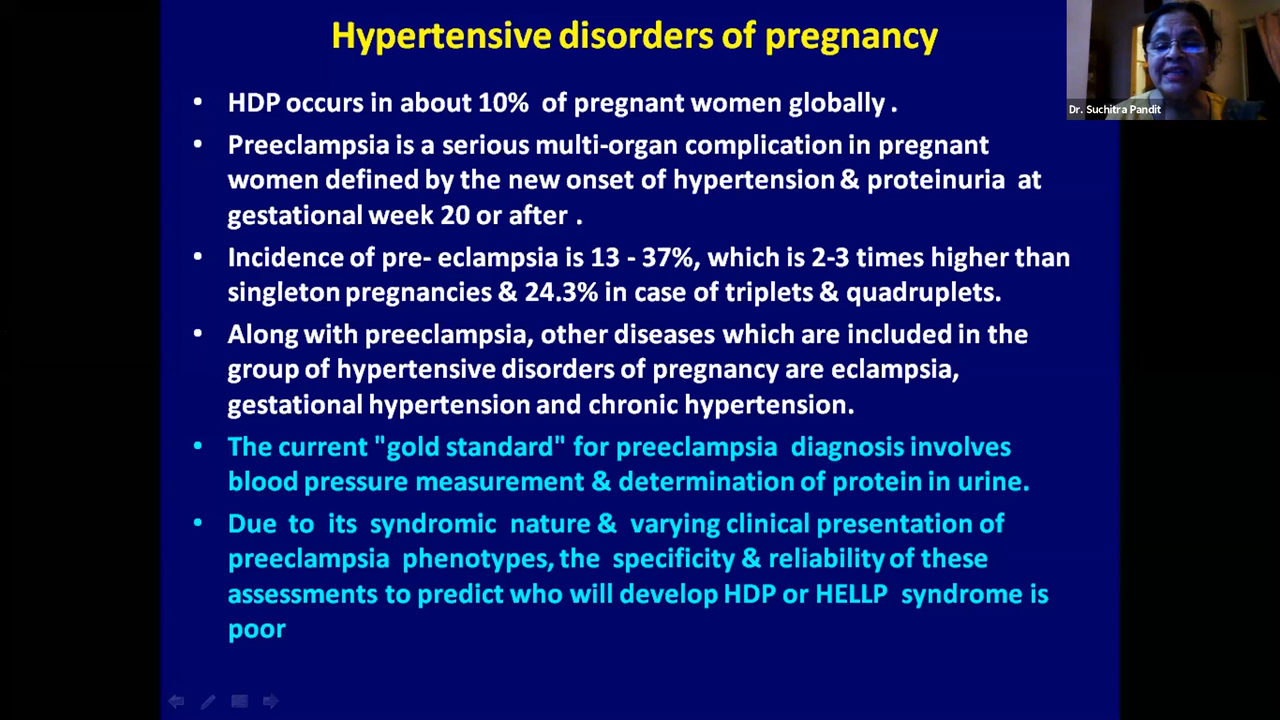 Hypertensive disorders of pregnancy
Dr. Suchitra Pandit
• HDP occurs in about 10% of pregnant women globally .
• Preeclampsia is a serious multi-organ complication in pregnant
women defined by the new onset of hypertension & proteinuria at
gestational week 20 or after .
• Incidence of pre- eclampsia is 13 - 37%, which is 2-3 times higher than
singleton pregnancies & 24.3% in case of triplets & quadruplets.
• Along with preeclampsia, other diseases which are included in the
group of hypertensive disorders of pregnancy are eclampsia,
gestational hypertension and chronic hypertension.
• The current "gold standard" for preeclampsia diagnosis involves
blood pressure measurement & determination of protein in urine.
• Due to its syndromic nature & varying clinical presentation of
preeclampsia phenotypes, the specificity & reliability of these
assessments to predict who will develop HDP or HELLP syndrome is
poor